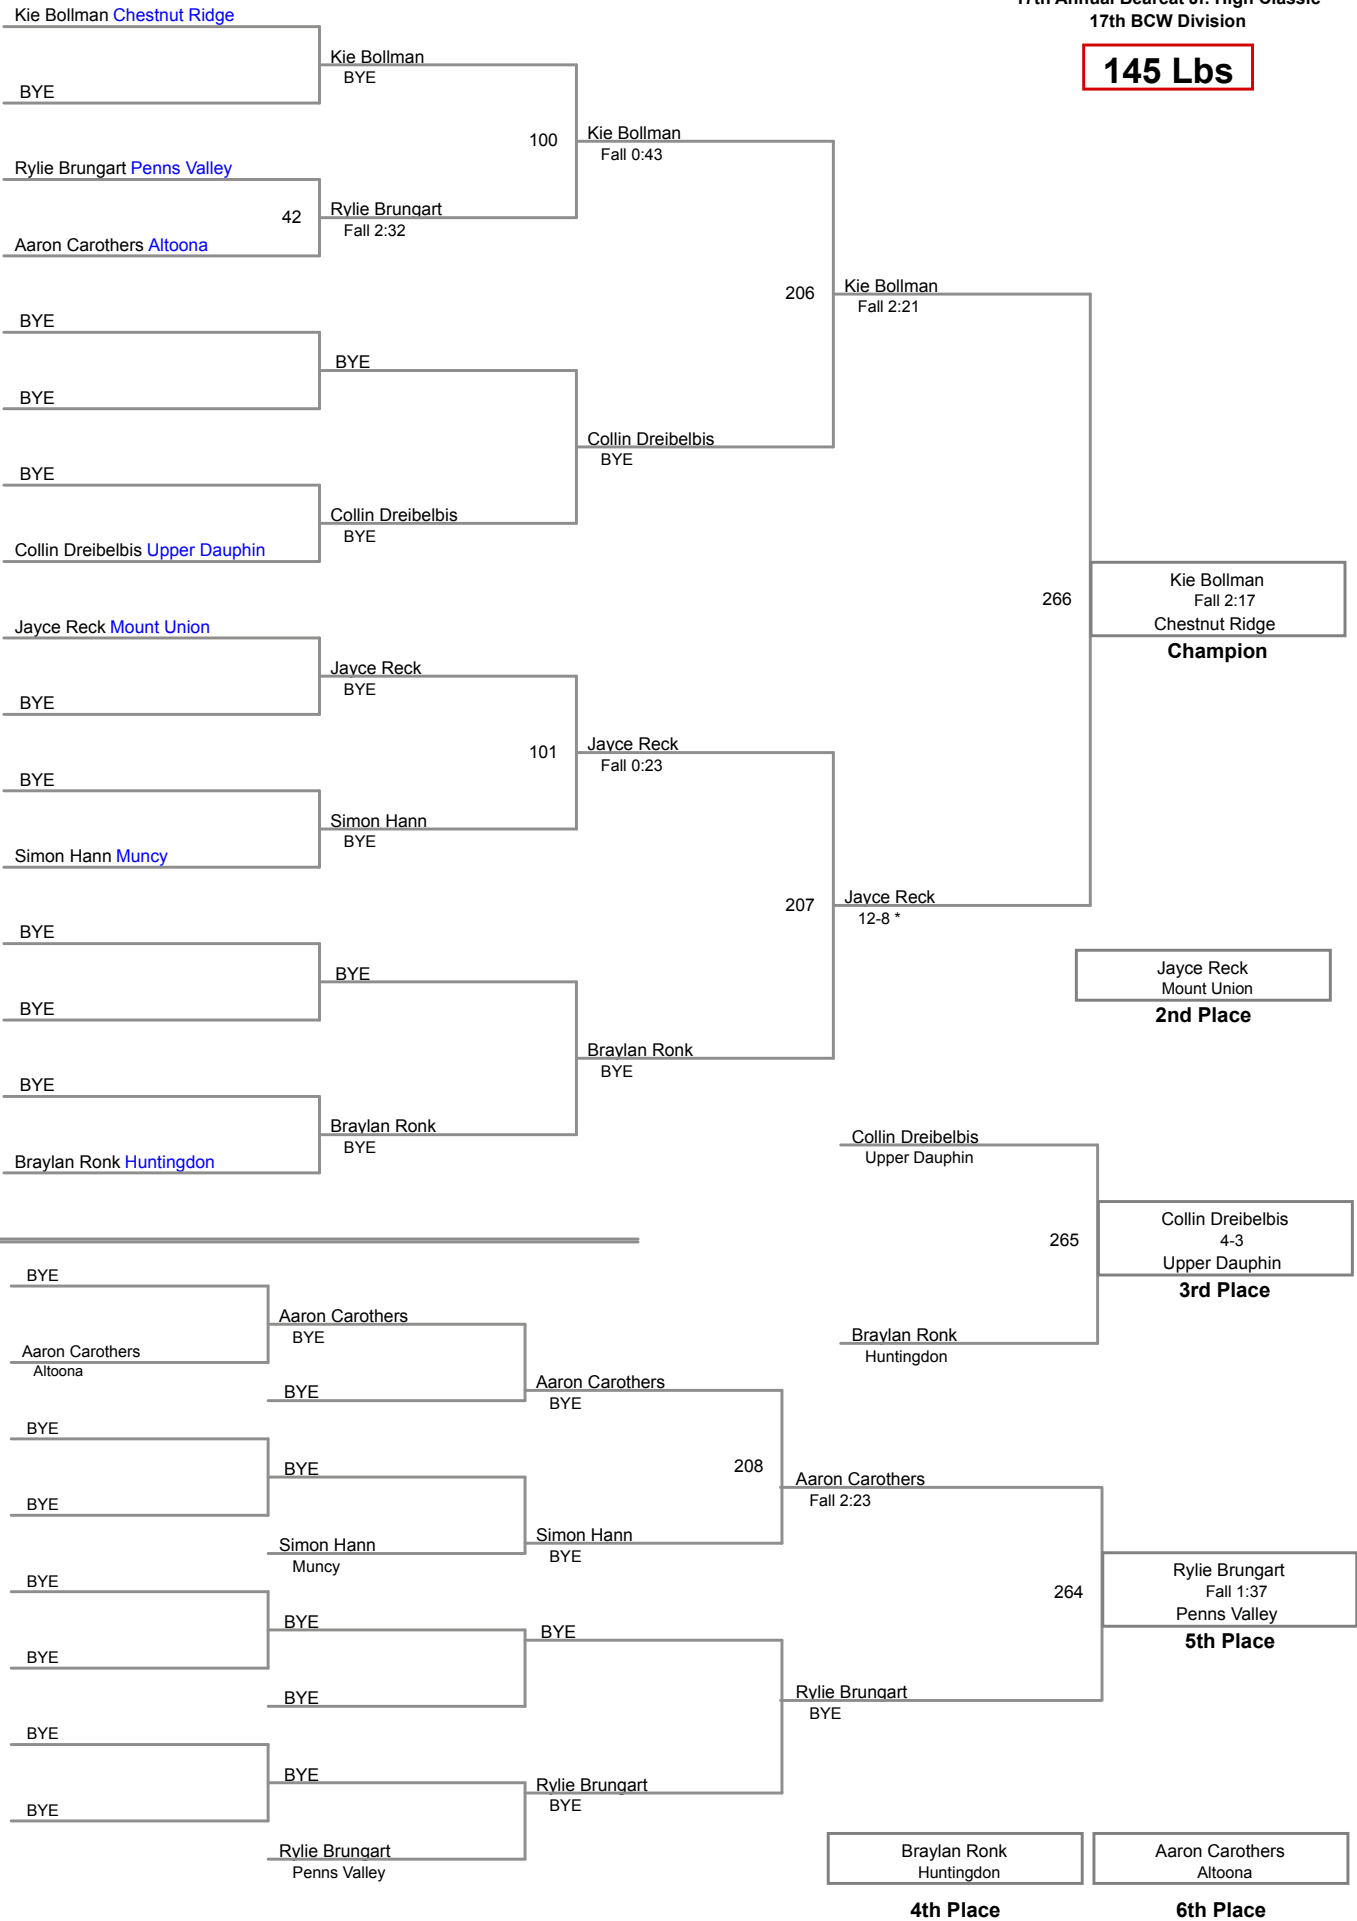 17th Annual Bearcat Jr. High Classic
17th BCW Division
145 Lbs
Kie Bollman Chestnut Ridge
BYE
Rylie Brungart Penns Valley
42
Aaron Carothers Altoona
BYE
BYE
BYE
Collin Dreibelbis Upper Dauphin
Jayce Reck Mount Union
BYE
BYE
Simon Hann Muncy
BYE
BYE
BYE
Braylan Ronk Huntingdon
Kie Bollman
BYE
100
Rylie Brungart
Fall 2:32
BYE
Collin Dreibelbis
BYE
Jayce Reck
BYE
101
Simon Hann
BYE
BYE
Braylan Ronk
BYE
Kie Bollman
Fall 0:43
206
Collin Dreibelbis
BYE
Jayce Reck
Fall 0:23
207
Braylan Ronk
BYE
Kie Bollman
Fall 2:21
266
Jayce Reck
12-8 *
Kie Bollman
Fall 2:17
Chestnut Ridge
Champion
Jayce Reck
Mount Union
2nd Place
Collin Dreibelbis
Upper Dauphin
265
Braylan Ronk
Huntingdon
Collin Dreibelbis
4-3
Upper Dauphin
3rd Place
BYE
Aaron Carothers
Altoona
BYE
BYE
BYE
BYE
BYE
BYE
Aaron Carothers
BYE
BYE
BYE
Simon Hann
Muncy
BYE
BYE
BYE
Rylie Brungart
Penns Valley
Aaron Carothers
BYE
208
Simon Hann
BYE
BYE
Rylie Brungart
BYE
Aaron Carothers
Fall 2:23
264
Rylie Brungart
BYE
Rylie Brungart
Fall 1:37
Penns Valley
5th Place
Braylan Ronk
Huntingdon
4th Place
Aaron Carothers
Altoona
6th Place